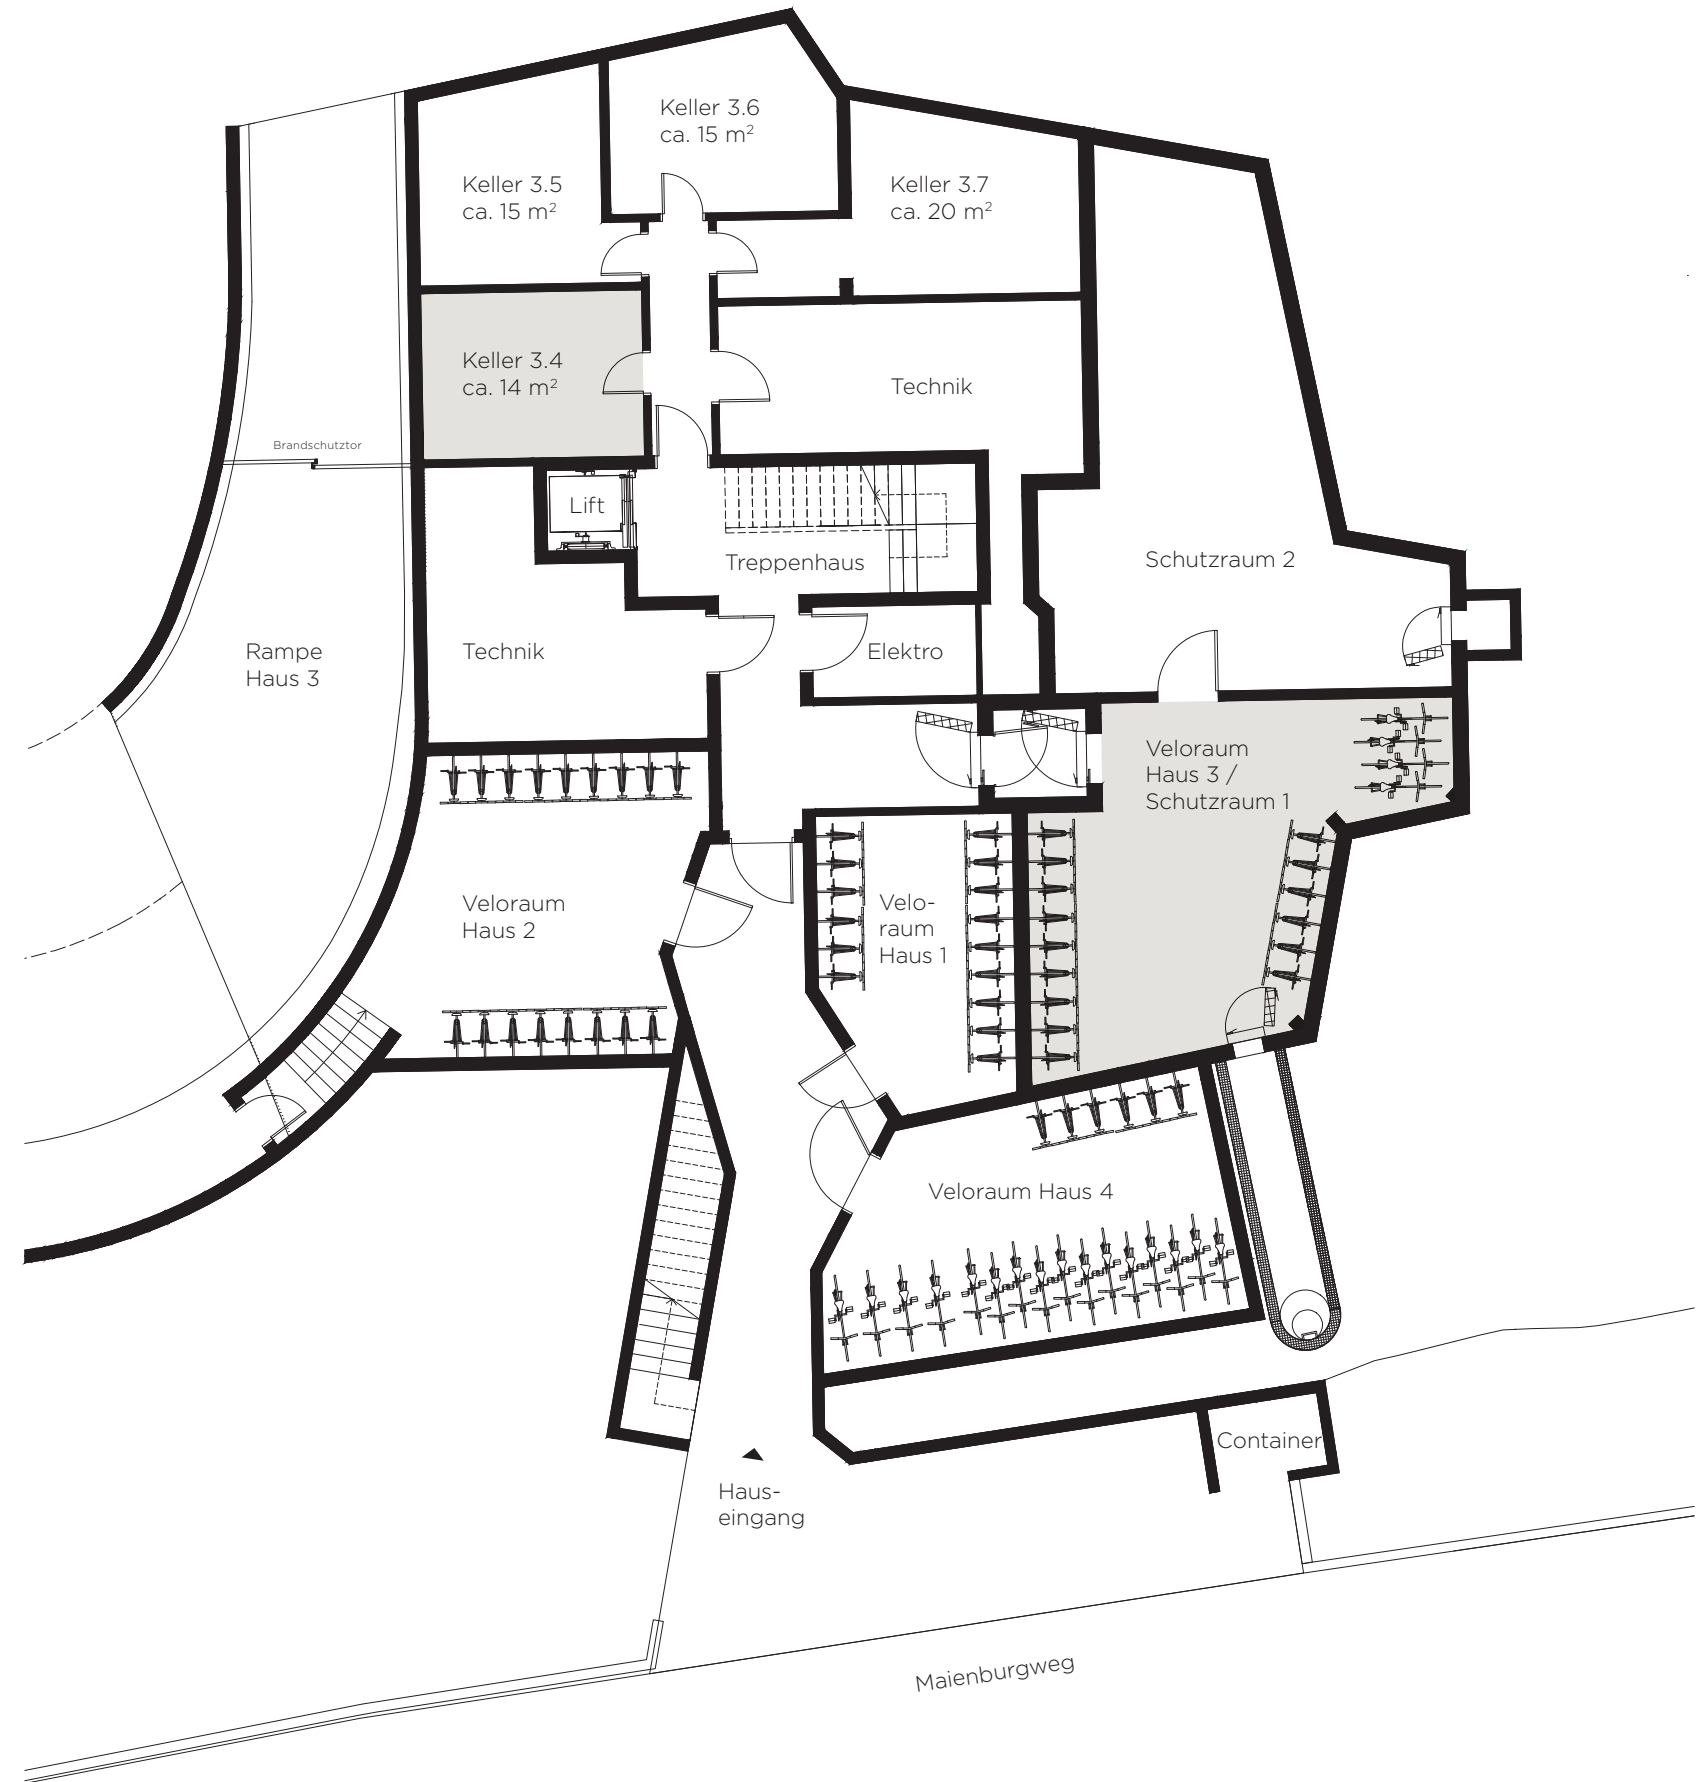 Keller 3.6
ca. 15 m²
Keller 3.5
ca. 15 m²
Keller 3.7
ca. 20 m²
Keller 3.4
ca. 14 m²
Technik
Brandschutztor
Lift
Treppenhaus
Schutzraum 2
Rampe
Haus 3
Technik
Elektro
Veloraum
Haus 3 /
Schutzraum 1
Veloraum
Haus 2
Velo-
raum
Haus 1
Veloraum Haus 4
Container
Haus-
eingang
Maienburgweg